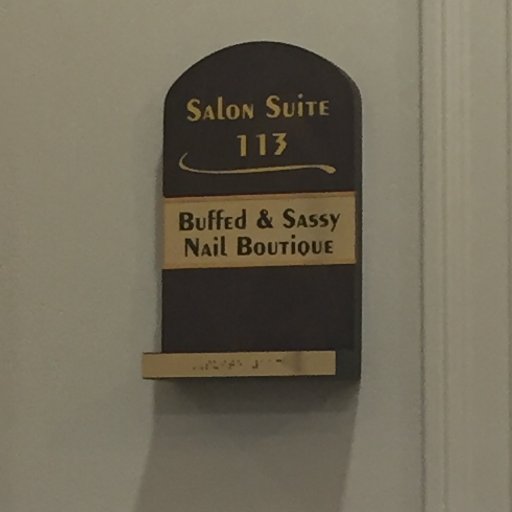 Salon Suite
113
Buffed & Sassy
Nail Boutique